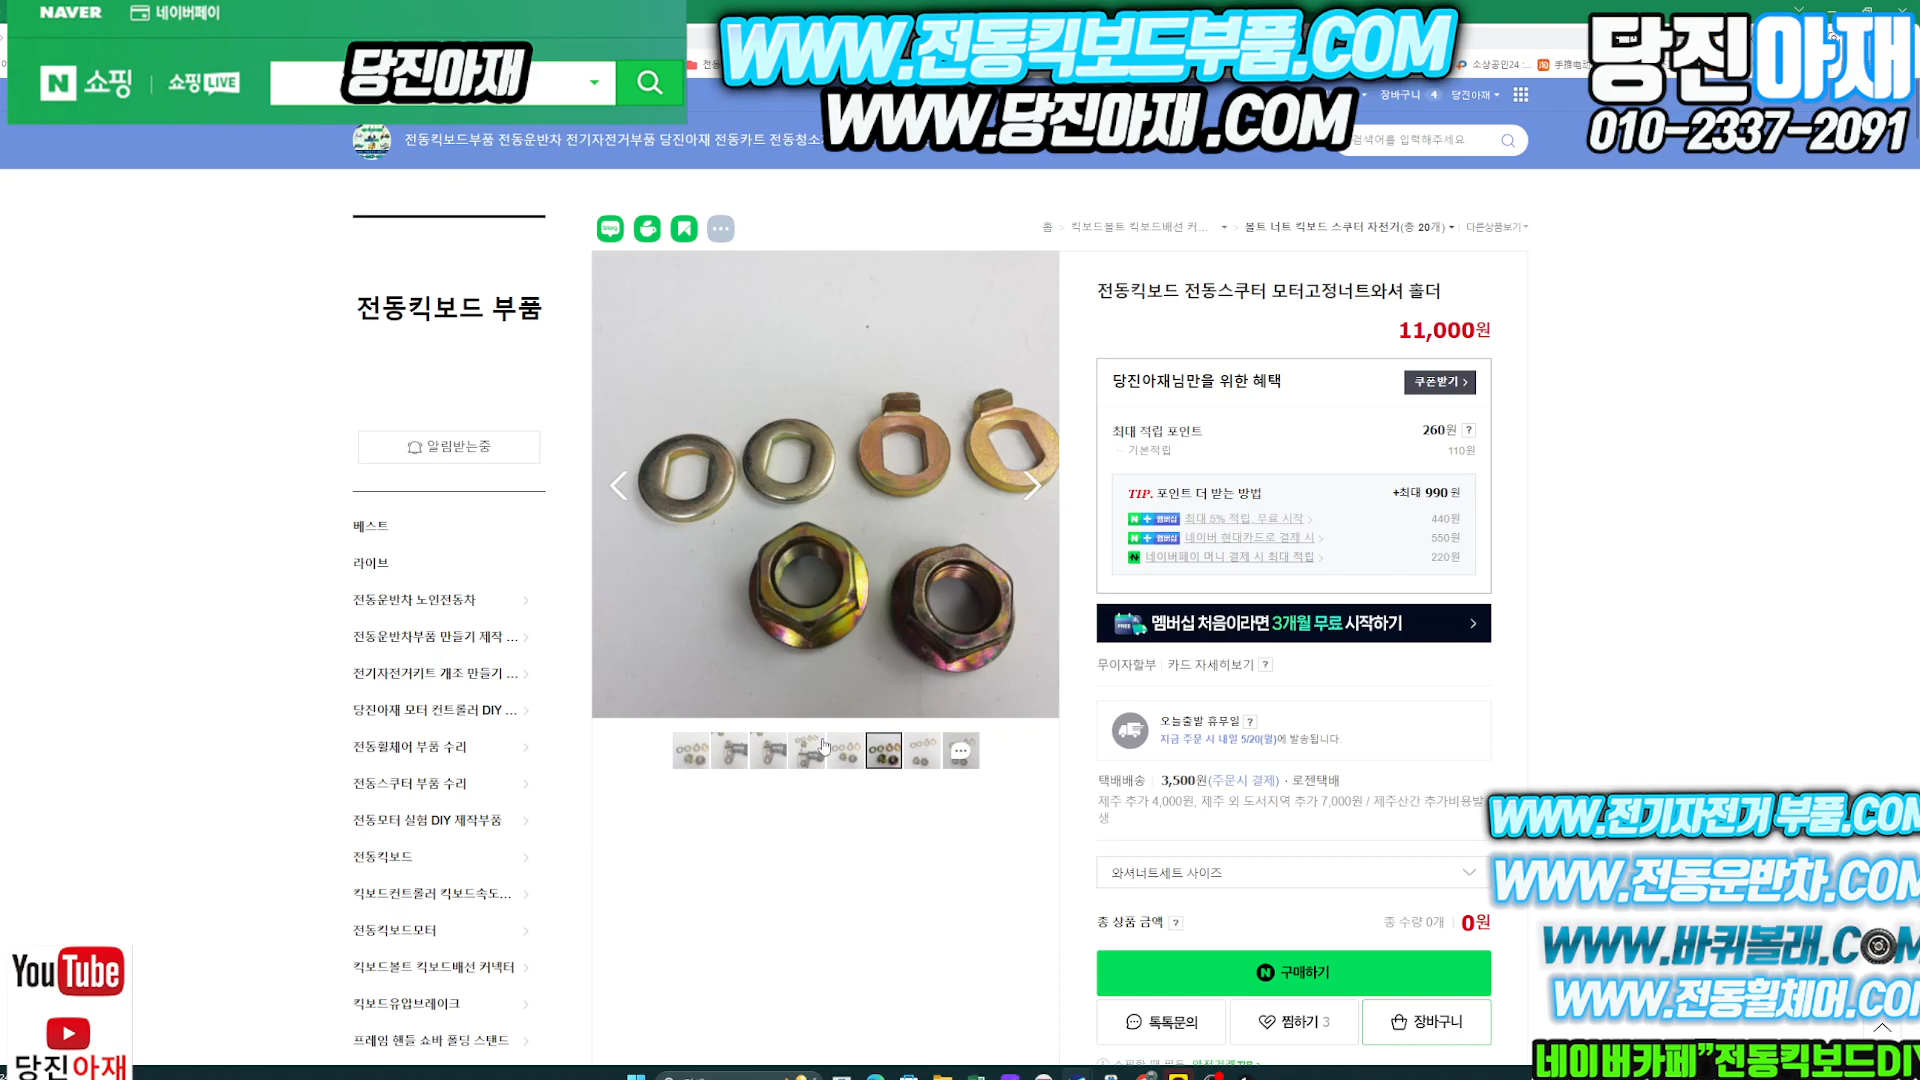 NAVER 네이버페이
N 쇼핑 쇼핑 LIVE
당진아재
WWW.전동킥보드부품.COM
WWW.당진아재.COM
당진아재
010-2337-2091
소상공인24 :...
장바구니 4 당진아재
전동킥보드부품 전동운반차 전기자전거부품 당진아재 전동카트 전동청소
검색어를 입력해주세요
전동킥보드 부품
알림받는중
베스트
라이브
전동운반차 노인전동차
전동운반차부품 만들기 제작 ...
전기자전거키트 개조 만들기 ...
당진아재 모터 컨트롤러 DIY ...
전동휠체어 부품 수리
전동스쿠터 부품 수리
전동모터 실험 DIY 제작부품
전동킥보드
킥보드컨트롤러 킥보드속도...
전동킥보드모터
킥보드볼트 킥보드배선 커넥터
킥보드유압브레이크
프레임 핸들 쇼바 폴딩 스탠드
blog
홈 > 킥보드볼트 킥보드배선 커... > 볼트 너트 킥보드 스쿠터 자전거(총 20개) 다른상품보기
전동킥보드 전동스쿠터 모터고정너트와셔 홀더
11,000원
당진아재님만을 위한 혜택 쿠폰받기 >
최대 적립 포인트 260원 ?
기본적립 110원
TIP. 포인트 더 받는 방법 +최대 990원
N + 멤버십 최대 5% 적립, 무료 시작 > 440원
N + 멤버십 네이버 현대카드로 결제 시 > 550원
N 네이버페이 머니 결제 시 최대 적립 > 220원
FREE 멤버십 처음이라면 3개월 무료 시작하기 >
무이자할부 카드 자세히보기 ?
오늘출발 휴무일 ?
지금 주문 시 내일 5/20(월)에 발송됩니다.
택배배송 3,500원(주문시 결제) · 로젠택배
제주 추가 4,000원, 제주 외 도서지역 추가 7,000원 / 제주산간 추가비용발
생
와셔너트세트 사이즈
총 상품 금액 ? 총 수량 0개 0원
N 구매하기
톡톡문의 찜하기 3 장바구니
WWW.전기자전거 부품.COM
WWW.전동운반차.COM
WWW.바퀴볼래.COM
WWW.전동휠체어.CO
네이버카페"전동킥보드DIY
YouTube
당진아재